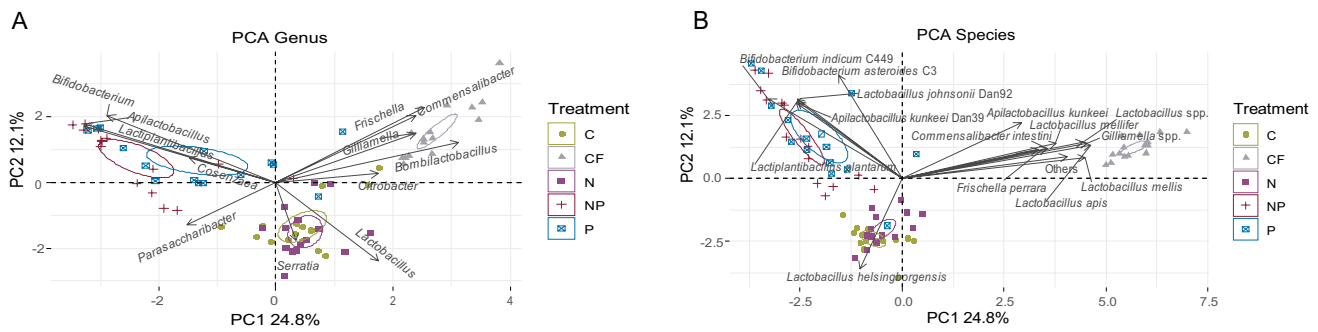 A
PCA Genus
Bifidobacterium
Apilactobacillus
Lactiplantibacillus
Cosenzaea
Parasaccharibacter
Frischella
Commensalibacter
Gilliamella
Bombilactobacillus
Citrobacter
Lactobacillus
Serratia
PC2 12.1%
2
0
-2
-2
0
2
4
PC1 24.8%
Treatment
C
CF
N
NP
P
B
PCA Species
Bifidobacterium indicum C449
Bifidobacterium asteroides C3
Lactobacillus johnsonii Dan92
Apilactobacillus kunkeei Dan39
Lactiplantibacillus plantarum
Apilactobacillus kunkeei
Lactobacillus spp.
Lactobacillus mellifer
Commensalibacter intestini
Gilliamella spp.
Others
Frischella perrara
Lactobacillus mellis
Lactobacillus apis
Lactobacillus helsingborgensis
PC2 12.1%
2.5
0.0
-2.5
-2.5
0.0
2.5
5.0
7.5
PC1 24.8%
Treatment
C
CF
N
NP
P